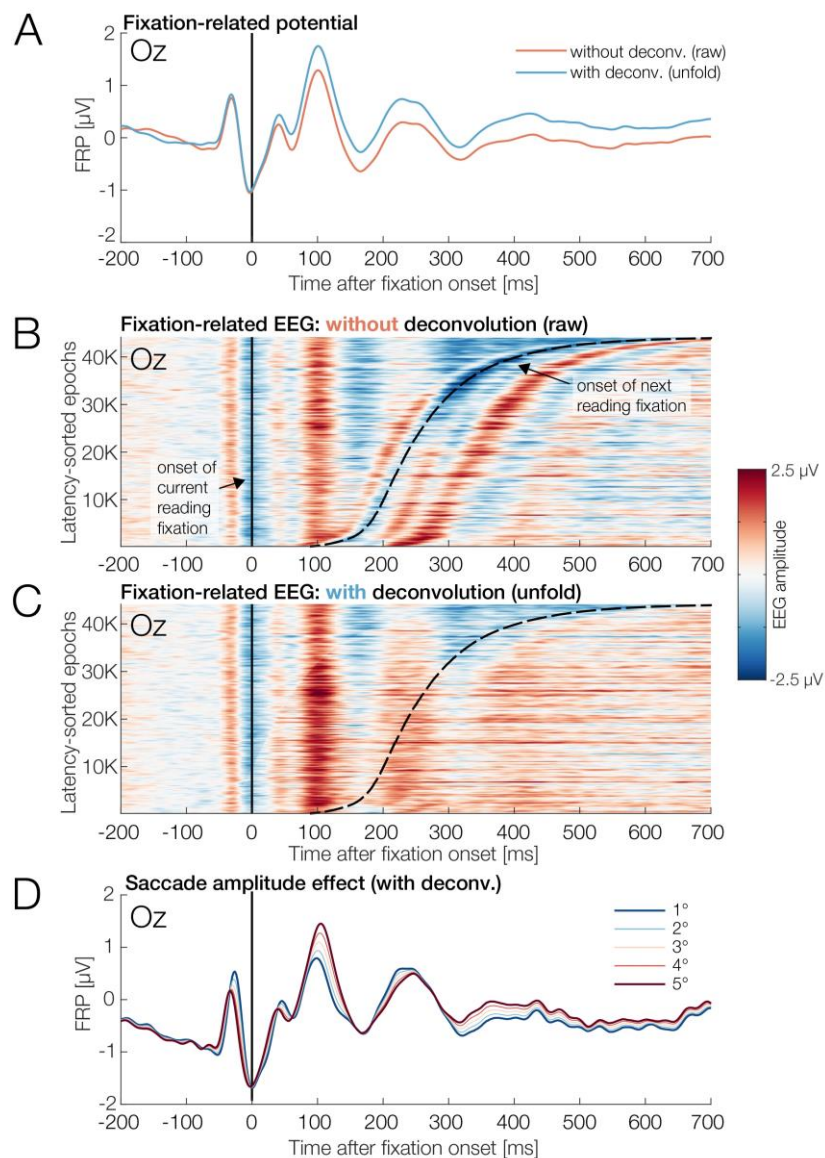 A
Fixation-related potential
Oz
without deconv. (raw)
with deconv. (unfold)
FRP [µV]
2
1
0
-1
2
-200 -100 0 100 200 300 400 500 600 700
Time after fixation onset [ms]
B
Fixation-related EEG: without deconvolution (raw)
Oz
Latency-sorted epochs
40K
30K
20K
10K
onset of
current
reading
fixation
onset of next
reading fixation
-200 -100 0 100 200 300 400 500 600 700
2.5 µV
EEG amplitude
-2.5 µV
C
Fixation-related EEG: with deconvolution (unfold)
Oz
Latency-sorted epochs
40K
30K
20K
10K
-200 -100 0 100 200 300 400 500 600 700
Time after fixation onset [ms]
D
Saccade amplitude effect (with deconv.)
Oz
1°
2°
3°
4°
5°
FRP [µV]
2
1
0
-1
2
-200 -100 0 100 200 300 400 500 600 700
Time after fixation onset [ms]